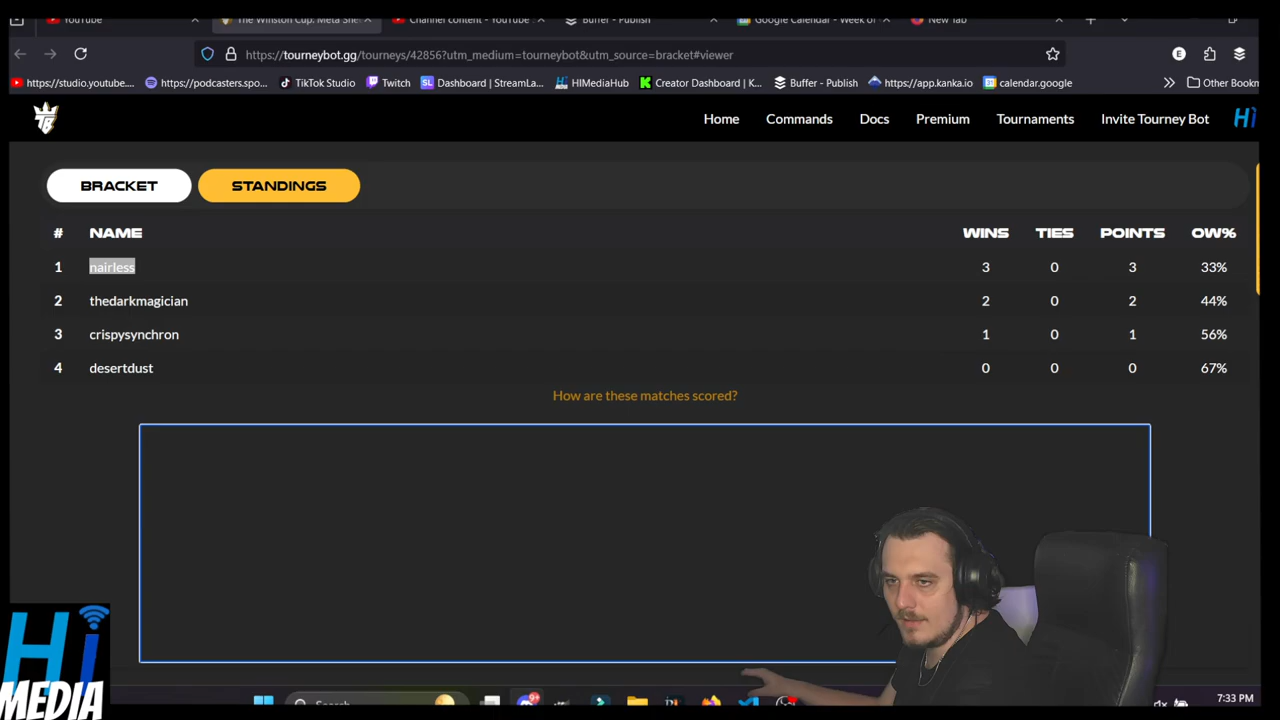 YouTube
The Winston Cup: Meta She
Channel content - YouTube
Buffer - Publish
Google Calendar - Week of
New Tab
https://tourneybot.gg/tourneys/42856?utm_medium=tourneybot&utm_source=bracket#viewer
https://studio.youtube.... https://podcasters.spo... TikTok Studio Twitch Dashboard | StreamLa... HIMediaHub Creator Dashboard | K... Buffer - Publish https://app.kanka.io calendar.google Other Bookm
TB Home Commands Docs Premium Tournaments Invite Tourney Bot Hi
BRACKET STANDINGS
# NAME WINS TIES POINTS OW%
1 nairless 3 0 3 33%
2 thedarkmagician 2 0 2 44%
3 crispysynchron 1 0 1 56%
4 desertdust 0 0 0 67%
How are these matches scored?
Hi
MEDIA
Search
7:33 PM